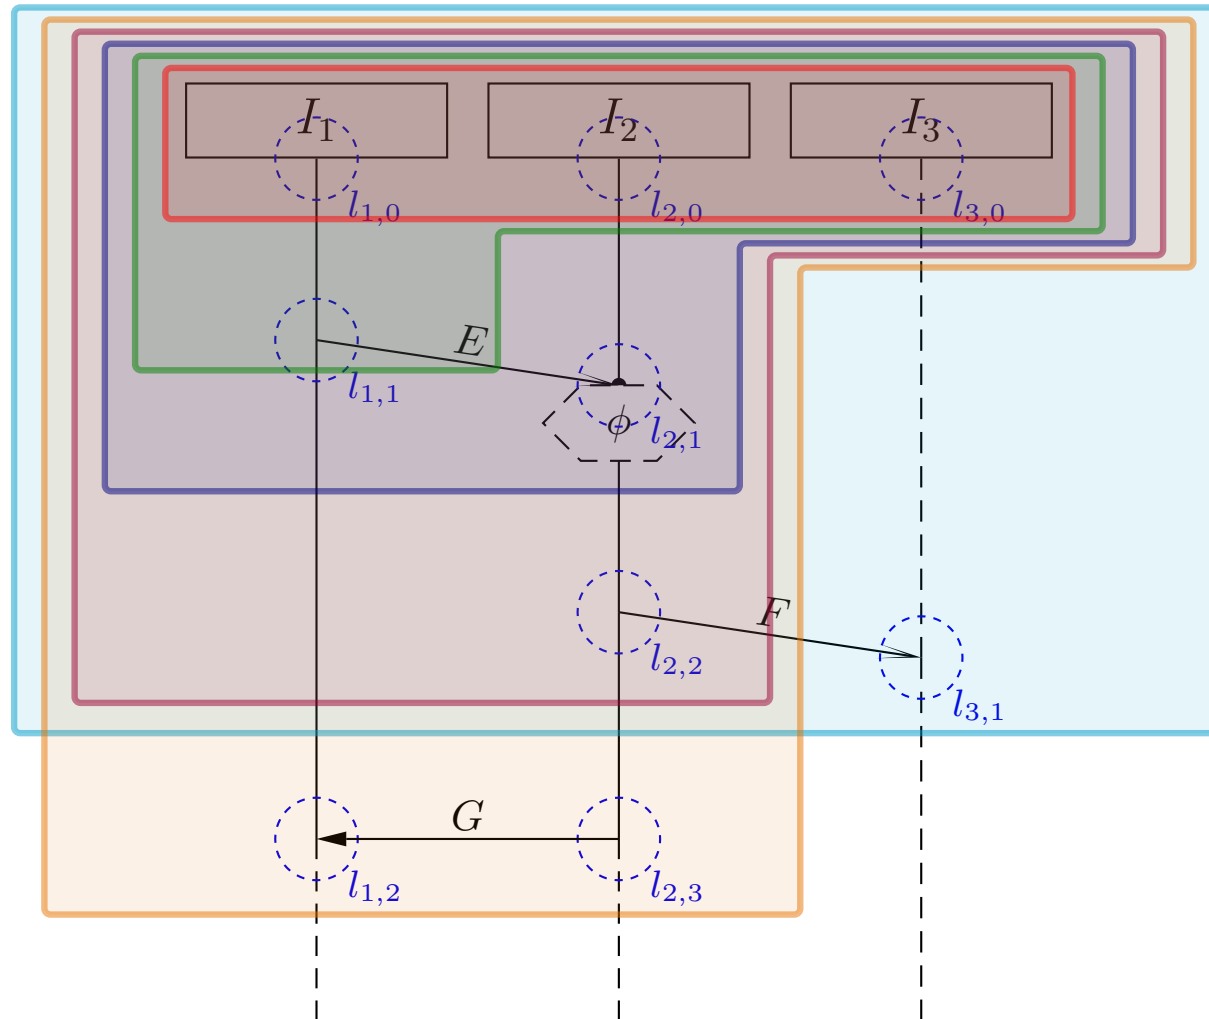 I₁ I₂ I₃
l₁,₀ l₂,₀ l₃,₀
E
l₁,₁
ϕ l₂,₁
F
l₂,₂
l₃,₁
G
l₁,₂ l₂,₃